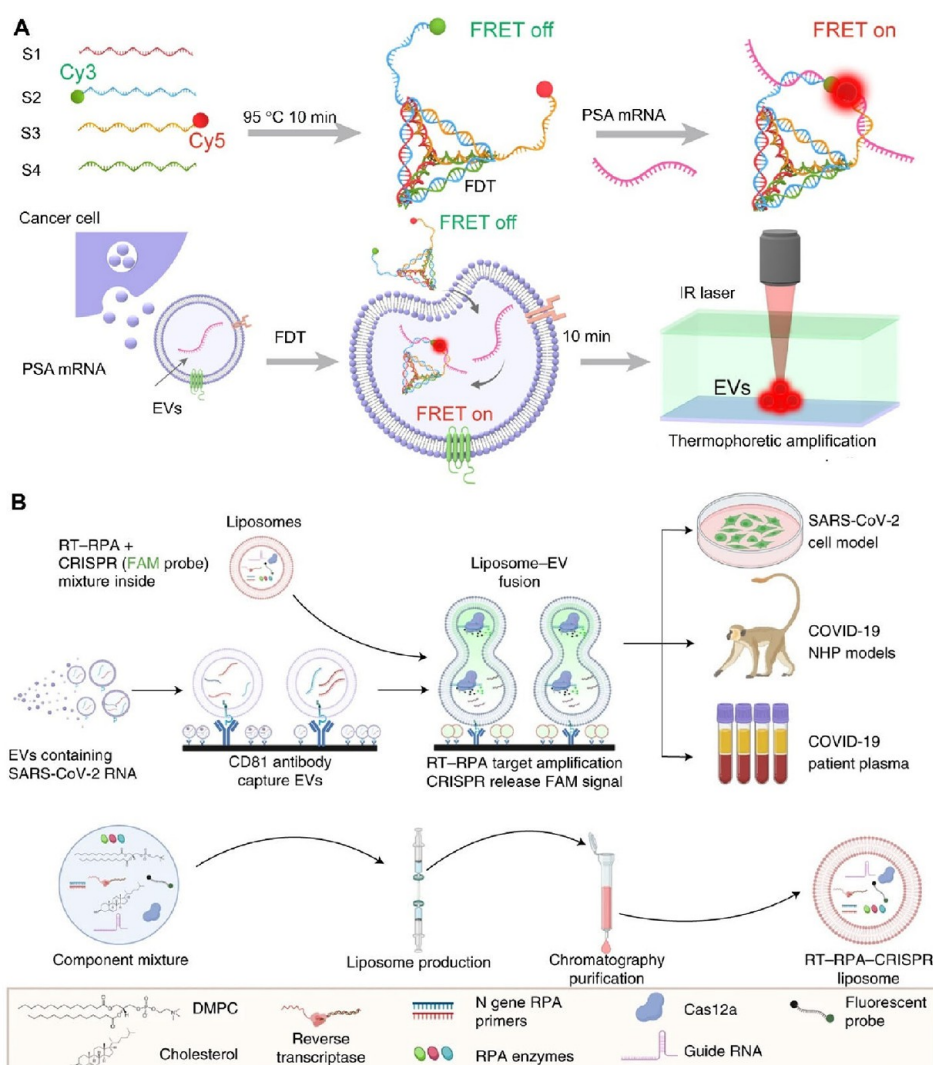 A
S1
Cy3
S2
S3
Cy5
S4
95 °C 10 min
FRET off
FDT
PSA mRNA
FRET on
Cancer cell
PSA mRNA
EVs
FDT
FRET off
FRET on
10 min
IR laser
EVs
Thermophoretic amplification
B
RT–RPA +
CRISPR (FAM probe)
mixture inside
Liposomes
Liposome–EV
fusion
SARS-CoV-2
cell model
COVID-19
NHP models
COVID-19
patient plasma
EVs containing
SARS-CoV-2 RNA
CD81 antibody
capture EVs
RT–RPA target amplification
CRISPR release FAM signal
Component mixture
Liposome production
Chromatography
purification
RT–RPA–CRISPR
liposome
DMPC
Cholesterol
Reverse
transcriptase
N gene RPA
primers
RPA enzymes
Cas12a
Guide RNA
Fluorescent
probe